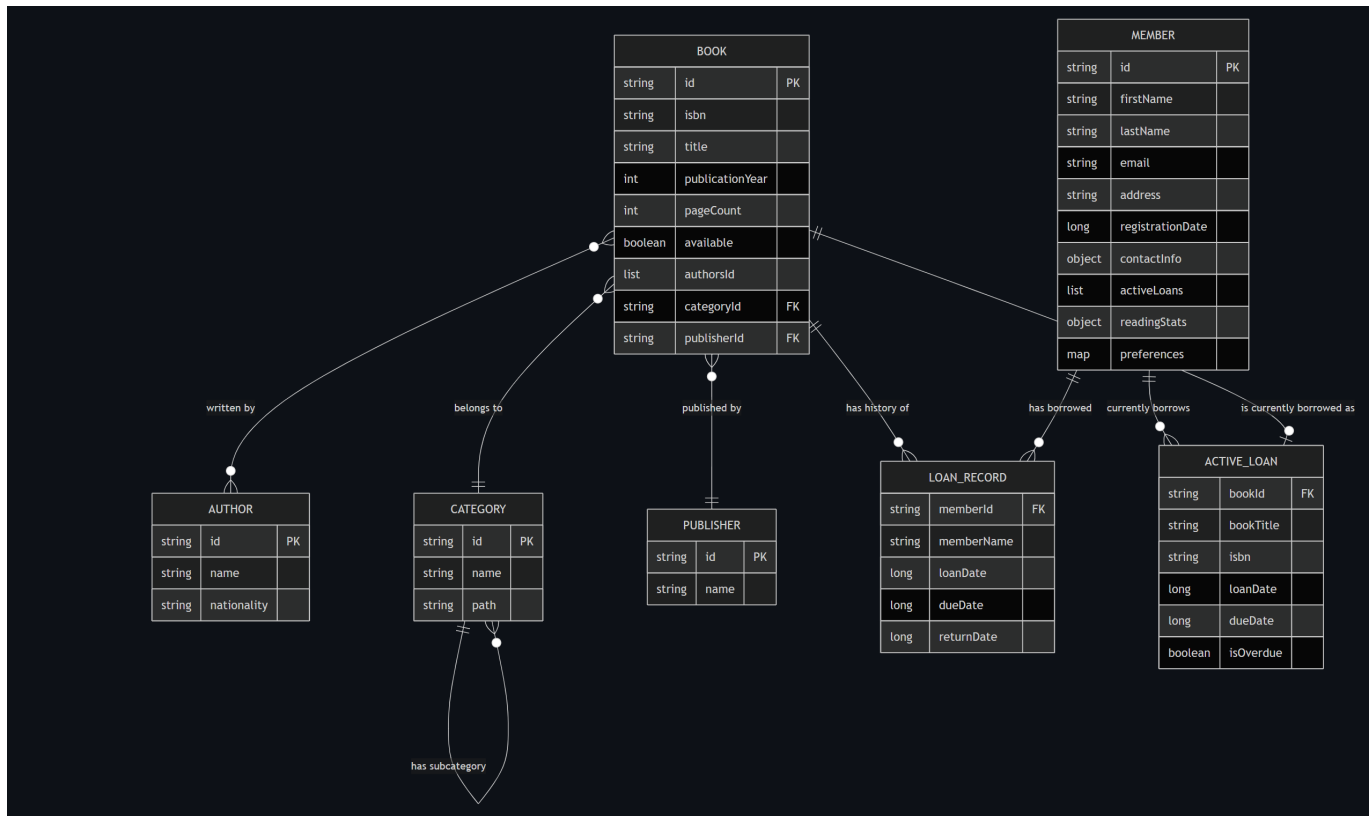 BOOK
string id PK
string isbn
string title
int publicationYear
int pageCount
boolean available
list authorsId
string categoryId FK
string publisherId FK
MEMBER
string id PK
string firstName
string lastName
string email
string address
long registrationDate
object contactInfo
list activeLoans
object readingStats
map preferences
written by
belongs to
published by
has history of
has borrowed
currently borrows
is currently borrowed as
AUTHOR
string id PK
string name
string nationality
CATEGORY
string id PK
string name
string path
PUBLISHER
string id PK
string name
LOAN_RECORD
string memberId FK
string memberName
long loanDate
long dueDate
long returnDate
ACTIVE_LOAN
string bookId FK
string bookTitle
string isbn
long loanDate
long dueDate
boolean isOverdue
has subcategory